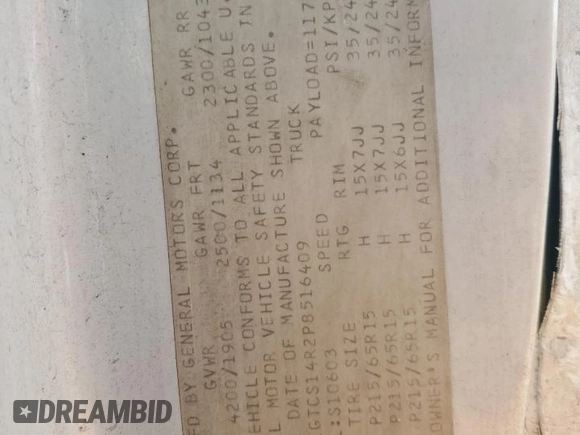 ED BY GENERAL MOTORS CORP.
GVWR GAWR FRT GAWR RR
4200/1905 2500/1134 2300/1043
EHICLE CONFORMS TO ALL APPLICABLE U.
L MOTOR VEHICLE SAFETY STANDARDS IN
DATE OF MANUFACTURE SHOWN ABOVE.
GTCS14R2P8516409 TRUCK
:S10603 SPEED PAYLOAD=117
TIRE SIZE RTG RIM PSI/KP
P215/65R15 H 15X7JJ 35/24
P215/65R15 H 15X7JJ 35/24
P215/65R15 H 15X6JJ 35/24
OWNER'S MANUAL FOR ADDITIONAL INFORM
DREAMBID